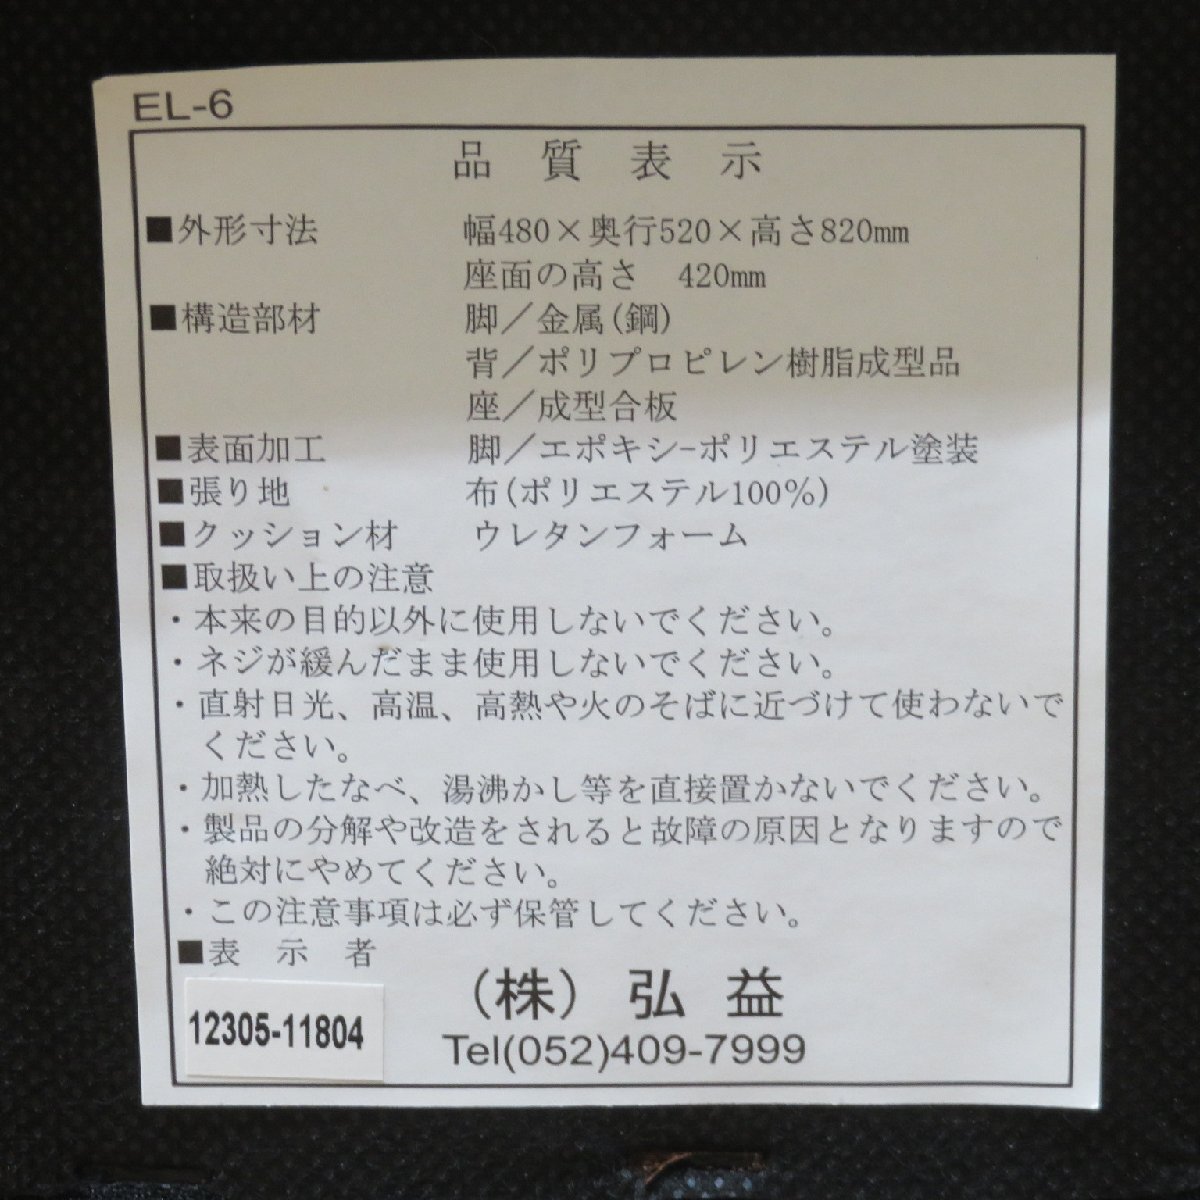 EL-6
品 質 表 示
■外形寸法 幅480×奥行520×高さ820mm
座面の高さ 420mm
■構造部材 脚／金属(鋼)
背／ポリプロピレン樹脂成型品
座／成型合板
■表面加工 脚／エポキシ-ポリエステル塗装
■張り地 布(ポリエステル100%)
■クッション材 ウレタンフォーム
■取扱い上の注意
・本来の目的以外に使用しないでください。
・ネジが緩んだまま使用しないでください。
・直射日光、高温、高熱や火のそばに近づけて使わないで
ください。
・加熱したなべ、湯沸かし等を直接置かないでください。
・製品の分解や改造をされると故障の原因となりますので
絶対にやめてください。
・この注意事項は必ず保管してください。
■表 示 者
(株) 弘 益
12305-11804
Tel(052)409-7999